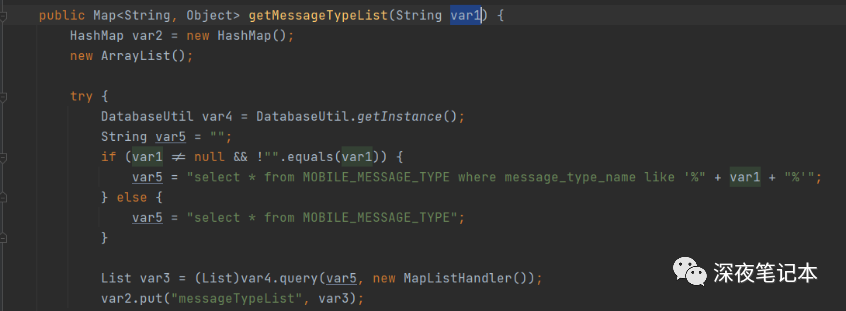 public Map<String, Object> getMessageTypeList(String var1) {
HashMap var2 = new HashMap();
new ArrayList();
try {
DatabaseUtil var4 = DatabaseUtil.getInstance();
String var5 = "";
if (var1 ≠ null && !"".equals(var1)) {
var5 = "select * from MOBILE_MESSAGE_TYPE where message_type_name like '%" + var1 + "%'";
} else {
var5 = "select * from MOBILE_MESSAGE_TYPE";
}
List var3 = (List)var4.query(var5, new MapListHandler());
var2.put("messageTypeList", var3);
深夜笔记本